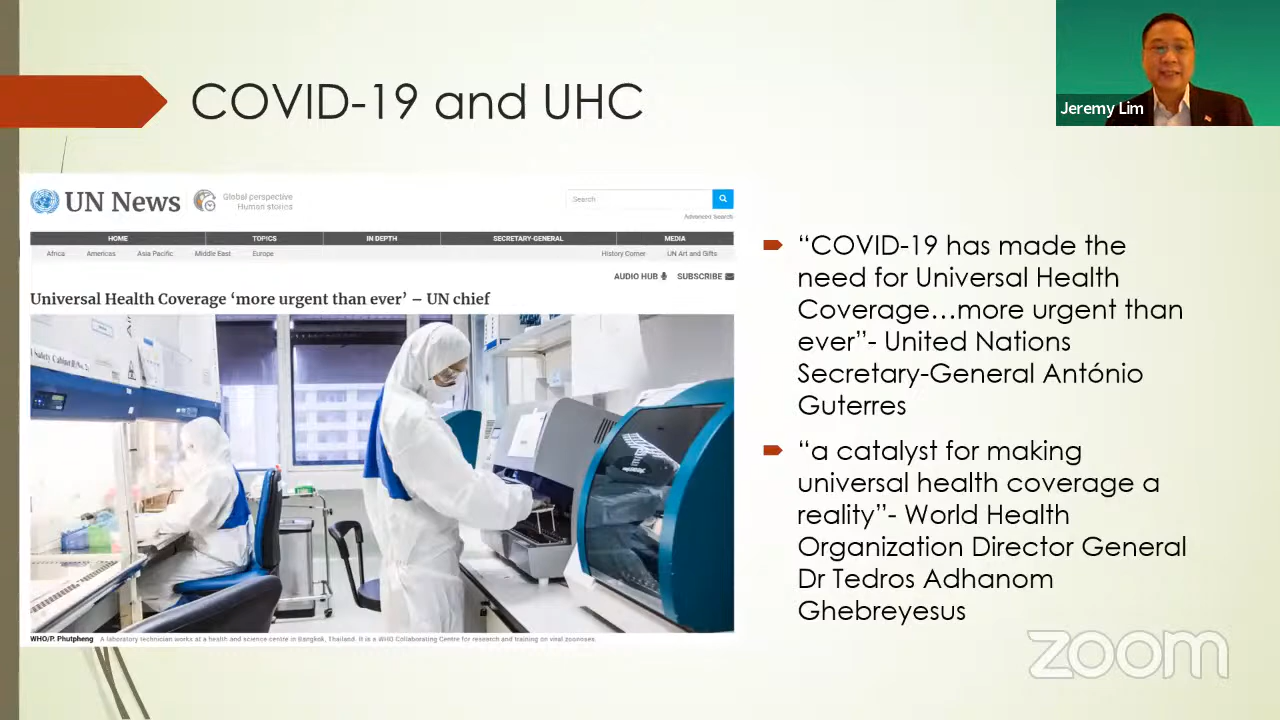 COVID-19 and UHC
Jeremy Lim
UN News
Global perspective
Human stories
Search
Advanced Search
HOME TOPICS IN DEPTH SECRETARY-GENERAL MEDIA
Africa Americas Asia Pacific Middle East Europe History Corner UN Art and Gifts
AUDIO HUB SUBSCRIBE
Universal Health Coverage ‘more urgent than ever’ – UN chief
WHO/P. Phutpheng A laboratory technician works at a health and science centre in Bangkok, Thailand. It is a WHO Collaborating Centre for research and training on viral zoonoses.
“COVID-19 has made the
need for Universal Health
Coverage…more urgent than
ever”- United Nations
Secretary-General António
Guterres
“a catalyst for making
universal health coverage a
reality”- World Health
Organization Director General
Dr Tedros Adhanom
Ghebreyesus
zoom